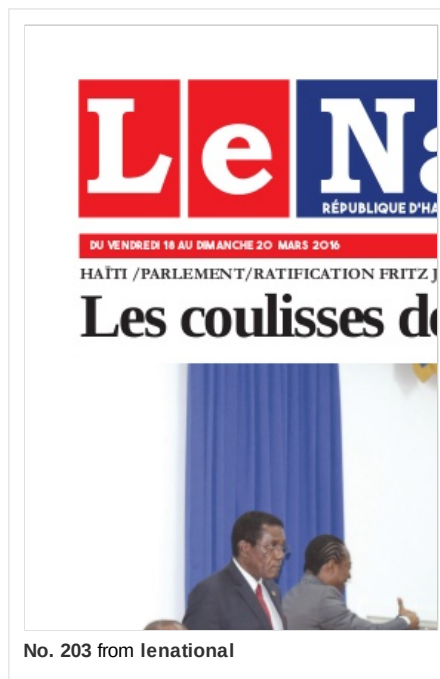 Le Na
RÉPUBLIQUE D'HA
DU VENDREDI 18 AU DIMANCHE 20 MARS 2016
HAÏTI /PARLEMENT/RATIFICATION FRITZ J
Les coulisses de
No. 203 from lenational